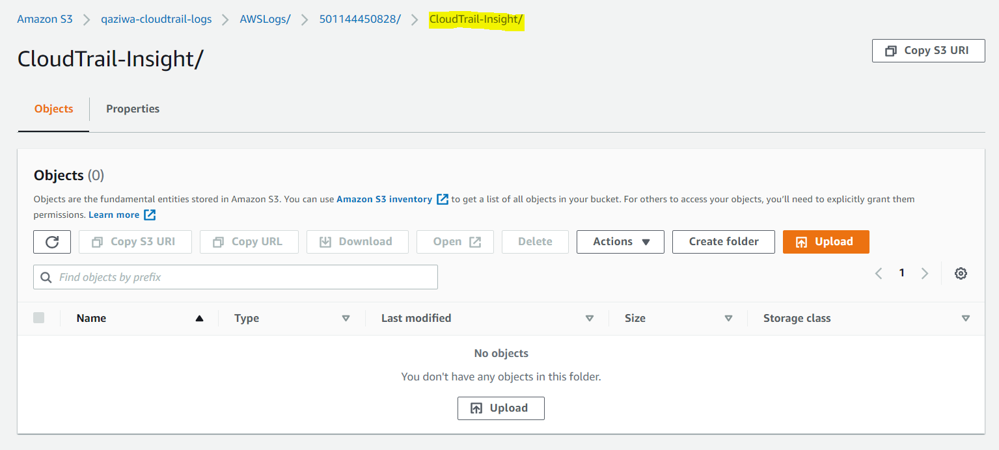 Amazon S3 > qaziwa-cloudtrail-logs > AWSLogs/ > 501144450828/ > CloudTrail-Insight/
CloudTrail-Insight/
Copy S3 URI
Objects Properties
Objects (0)
Objects are the fundamental entities stored in Amazon S3. You can use Amazon S3 inventory to get a list of all objects in your bucket. For others to access your objects, you’ll need to explicitly grant them
permissions. Learn more
Copy S3 URI Copy URL Download Open Delete Actions Create folder Upload
Find objects by prefix
1
Name Type Last modified Size Storage class
No objects
You don't have any objects in this folder.
Upload